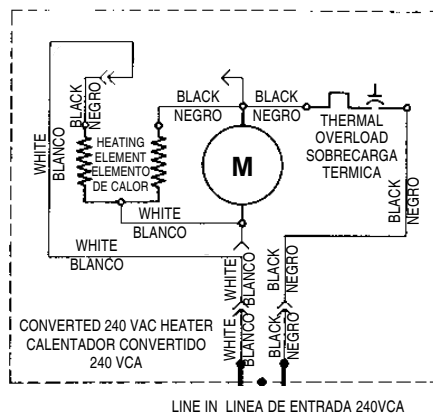 BLACK
NEGRO
BLACK
NEGRO
BLACK
NEGRO
WHITE
BLANCO
HEATING
ELEMENT
ELEMENTO
DE CALOR
M
THERMAL
OVERLOAD
SOBRECARGA
TERMICA
BLACK
NEGRO
WHITE
BLANCO
WHITE
BLANCO
WHITE
BLANCO
BLACK
NEGRO
CONVERTED 240 VAC HEATER
CALENTADOR CONVERTIDO
240 VCA
WHITE
BLANCO
BLACK
NEGRO
LINE IN LINEA DE ENTRADA 240VCA